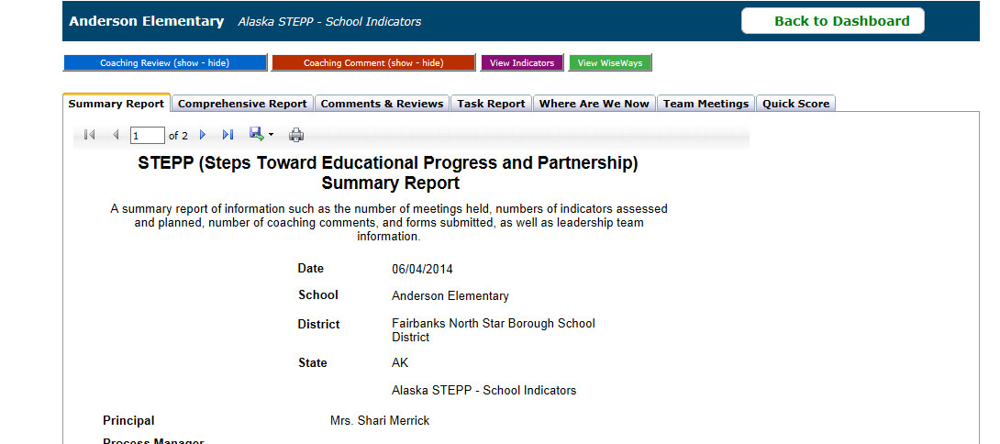 Anderson Elementary Alaska STEPP - School Indicators Back to Dashboard
Coaching Review (show - hide) Coaching Comment (show - hide) View Indicators View WiseWays
Summary Report Comprehensive Report Comments & Reviews Task Report Where Are We Now Team Meetings Quick Score
1 of 2
STEPP (Steps Toward Educational Progress and Partnership)
Summary Report
A summary report of information such as the number of meetings held, numbers of indicators assessed
and planned, number of coaching comments, and forms submitted, as well as leadership team
information.
Date 06/04/2014
School Anderson Elementary
District Fairbanks North Star Borough School
District
State AK
Alaska STEPP - School Indicators
Principal Mrs. Shari Merrick
Process Manager